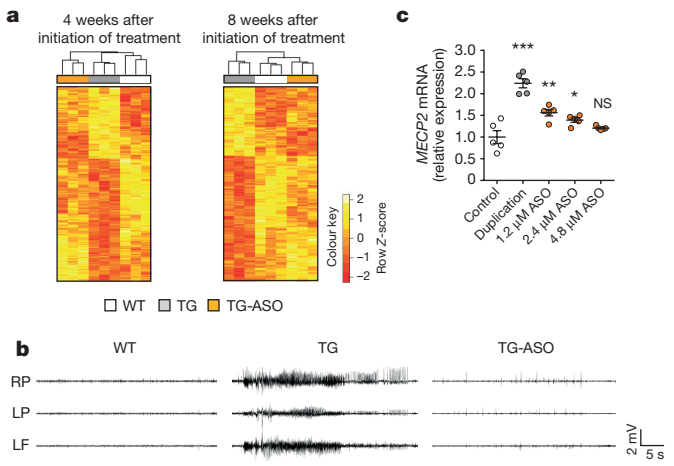 a
4 weeks after
initiation of treatment
8 weeks after
initiation of treatment
Colour key
2
1
0
−1
−2
Row Z-score
WT
TG
TG-ASO
c
MECP2 mRNA
(relative expression)
3.0
2.5
2.0
1.5
1.0
0.5
0
***
**
*
NS
Control
Duplication
1.2 μM ASO
2.4 μM ASO
4.8 μM ASO
b
WT
TG
TG-ASO
RP
LP
LF
2 mV
5 s